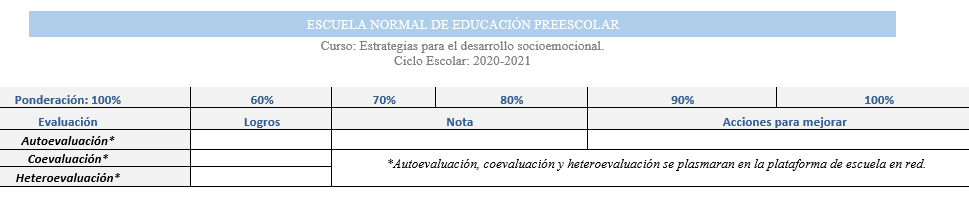 ESCUELA NORMAL DE EDUCACIÓN PREESCOLAR
Curso: Estrategias para el desarrollo socioemocional.
Ciclo Escolar: 2020-2021
Ponderación: 100% 60% 70% 80% 90% 100%
Evaluación Logros Nota Acciones para mejorar
Autoevaluación*
Coevaluación* *Autoevaluación, coevaluación y heteroevaluación se plasmaran en la plataforma de escuela en red.
Heteroevaluación*